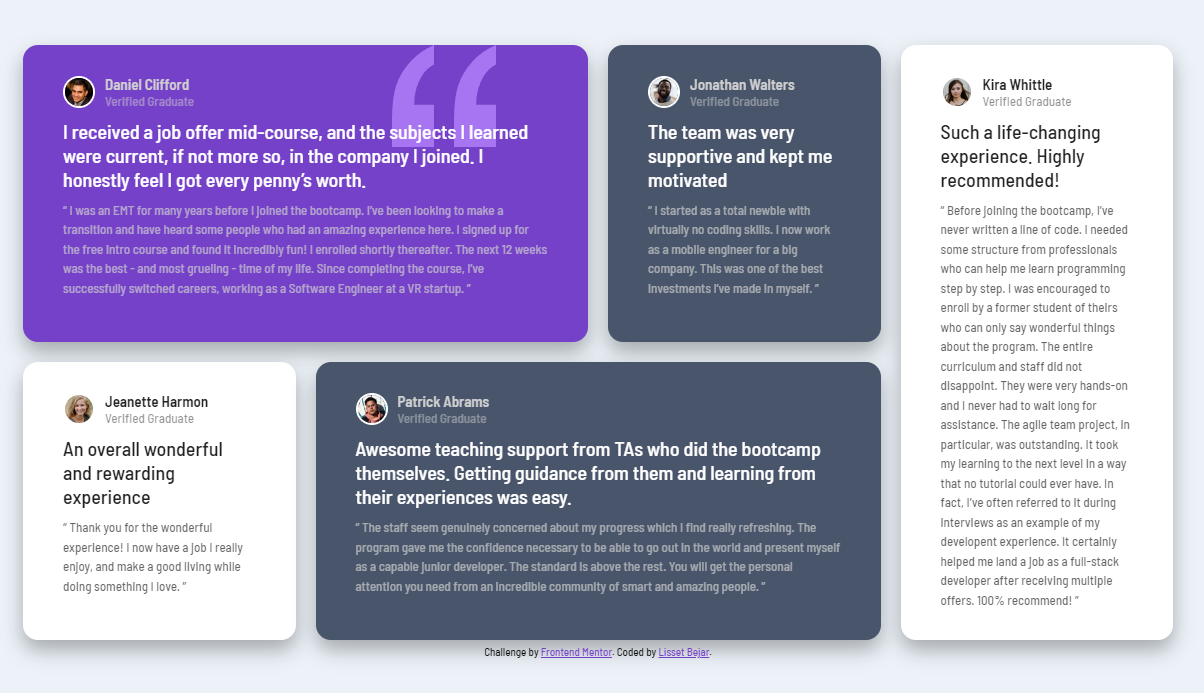 Daniel Clifford
Verified Graduate
I received a job offer mid-course, and the subjects I learned
were current, if not more so, in the company I joined. I
honestly feel I got every penny’s worth.
“ I was an EMT for many years before I joined the bootcamp. I’ve been looking to make a
transition and have heard some people who had an amazing experience here. I signed up for
the free intro course and found it incredibly fun! I enrolled shortly thereafter. The next 12 weeks
was the best - and most grueling - time of my life. Since completing the course, I’ve
successfully switched careers, working as a Software Engineer at a VR startup. ”
Jonathan Walters
Verified Graduate
The team was very
supportive and kept me
motivated
“ I started as a total newbie with
virtually no coding skills. I now work
as a mobile engineer for a big
company. This was one of the best
investments I’ve made in myself. ”
Kira Whittle
Verified Graduate
Such a life-changing
experience. Highly
recommended!
“ Before joining the bootcamp, I’ve
never written a line of code. I needed
some structure from professionals
who can help me learn programming
step by step. I was encouraged to
enroll by a former student of theirs
who can only say wonderful things
about the program. The entire
curriculum and staff did not
disappoint. They were very hands-on
and I never had to wait long for
assistance. The agile team project, in
particular, was outstanding. It took
my learning to the next level in a way
that no tutorial could ever have. In
fact, I’ve often referred to it during
interviews as an example of my
developent experience. It certainly
helped me land a job as a full-stack
developer after receiving multiple
offers. 100% recommend! ”
Jeanette Harmon
Verified Graduate
An overall wonderful
and rewarding
experience
“ Thank you for the wonderful
experience! I now have a job I really
enjoy, and make a good living while
doing something I love. ”
Patrick Abrams
Verified Graduate
Awesome teaching support from TAs who did the bootcamp
themselves. Getting guidance from them and learning from
their experiences was easy.
“ The staff seem genuinely concerned about my progress which I find really refreshing. The
program gave me the confidence necessary to be able to go out in the world and present myself
as a capable junior developer. The standard is above the rest. You will get the personal
attention you need from an incredible community of smart and amazing people. ”
Challenge by Frontend Mentor. Coded by Lisset Bejar.